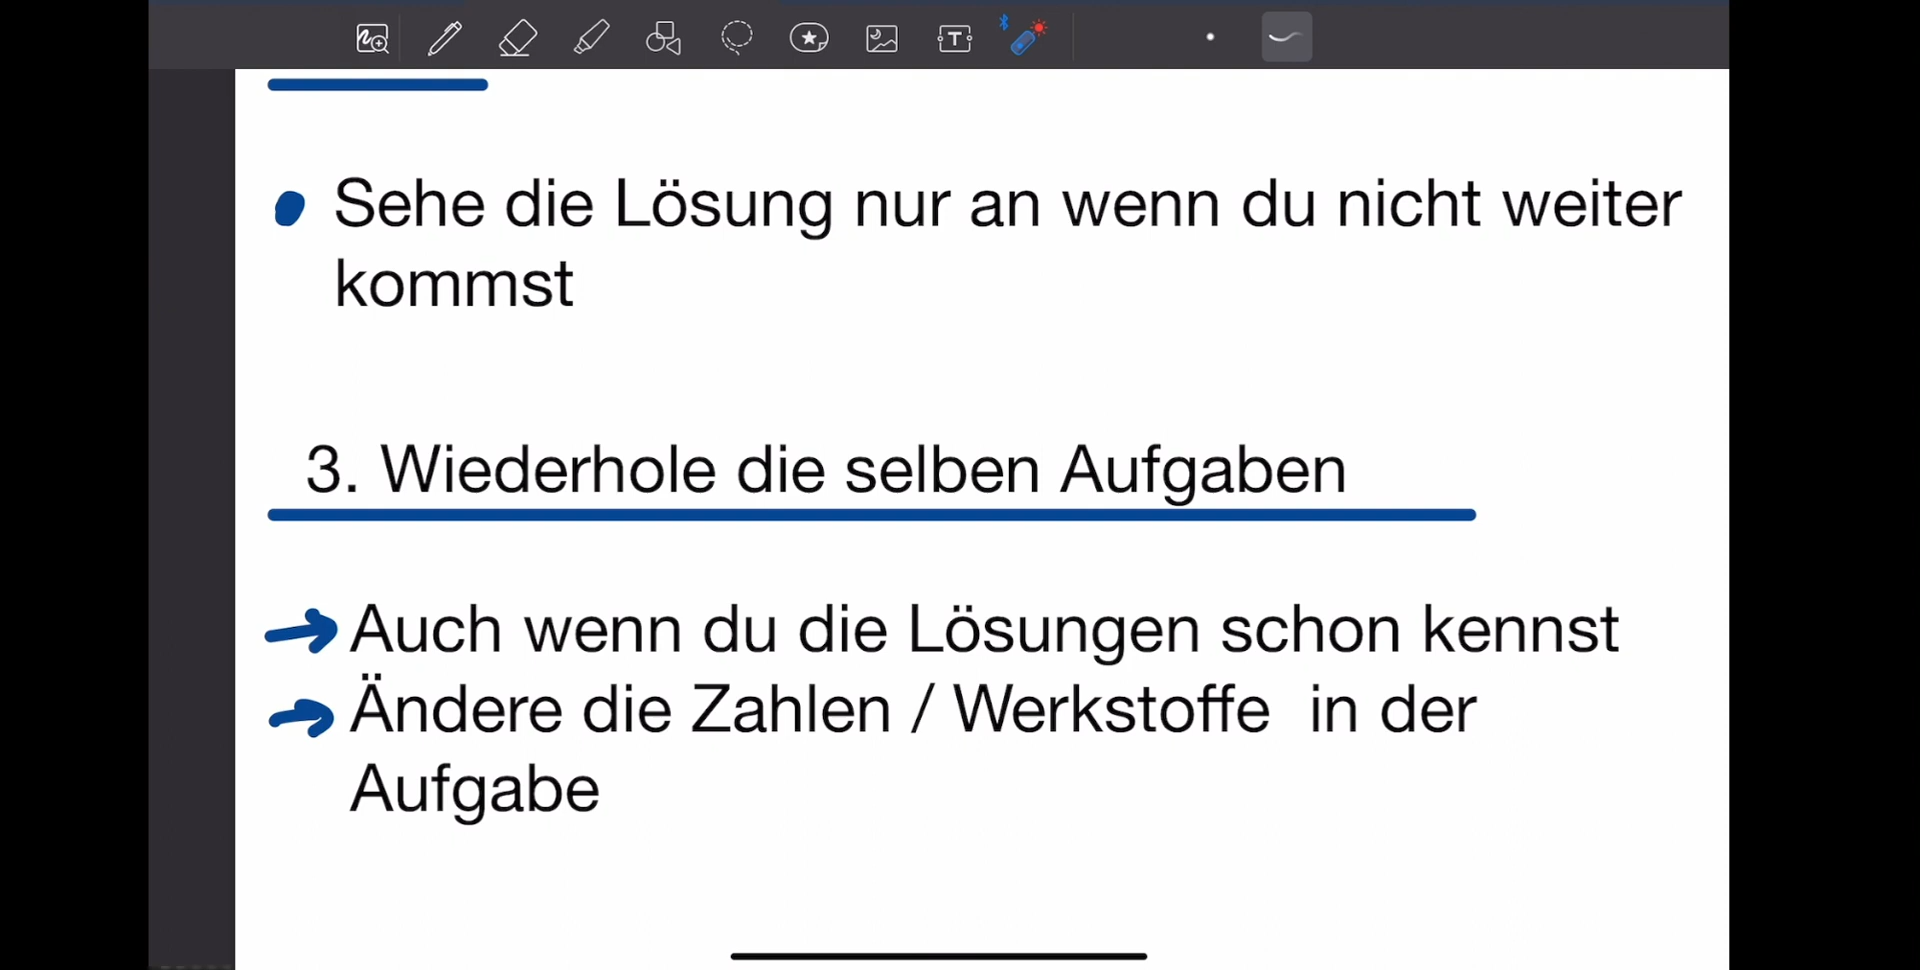 Sehe die Lösung nur an wenn du nicht weiter
kommst
3. Wiederhole die selben Aufgaben
Auch wenn du die Lösungen schon kennst
Ändere die Zahlen / Werkstoffe in der
Aufgabe